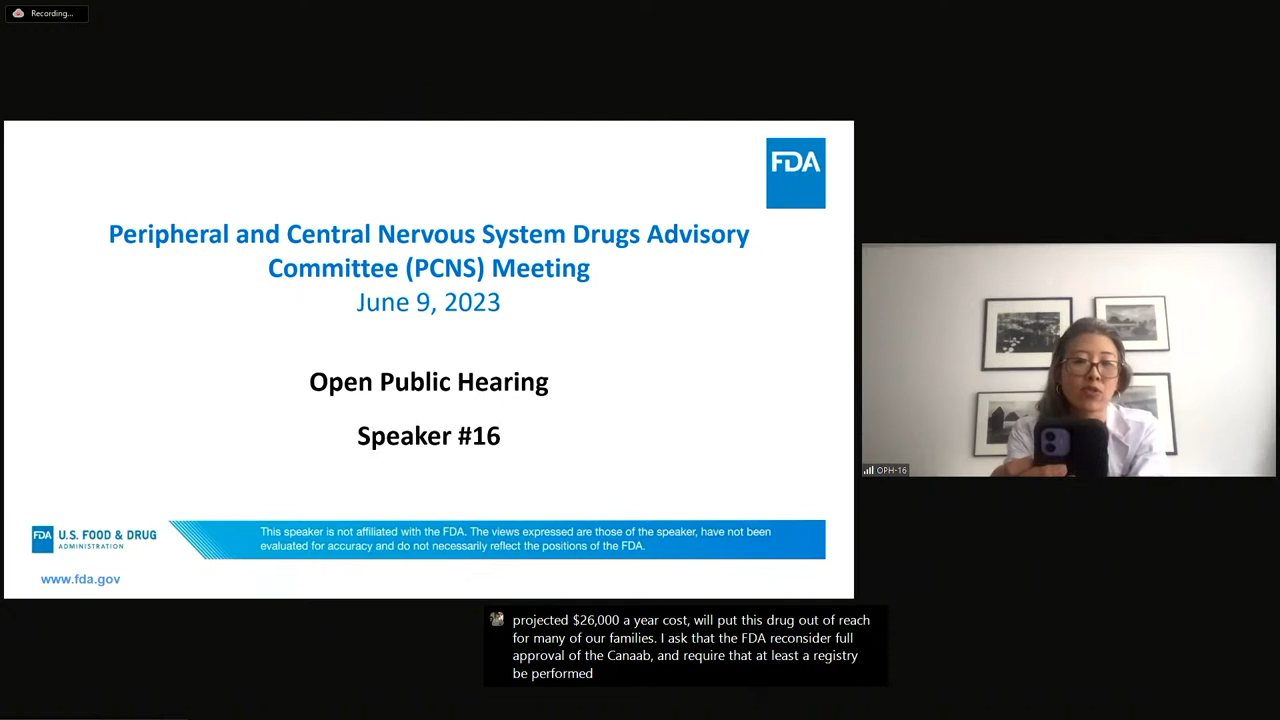 Recording...
FDA
Peripheral and Central Nervous System Drugs Advisory
Committee (PCNS) Meeting
June 9, 2023
Open Public Hearing
Speaker #16
FDA
U.S. FOOD & DRUG
ADMINISTRATION
This speaker is not affiliated with the FDA. The views expressed are those of the speaker, have not been
evaluated for accuracy and do not necessarily reflect the positions of the FDA.
www.fda.gov
OPH-16
projected $26,000 a year cost, will put this drug out of reach
for many of our families. I ask that the FDA reconsider full
approval of the Canaab, and require that at least a registry
be performed